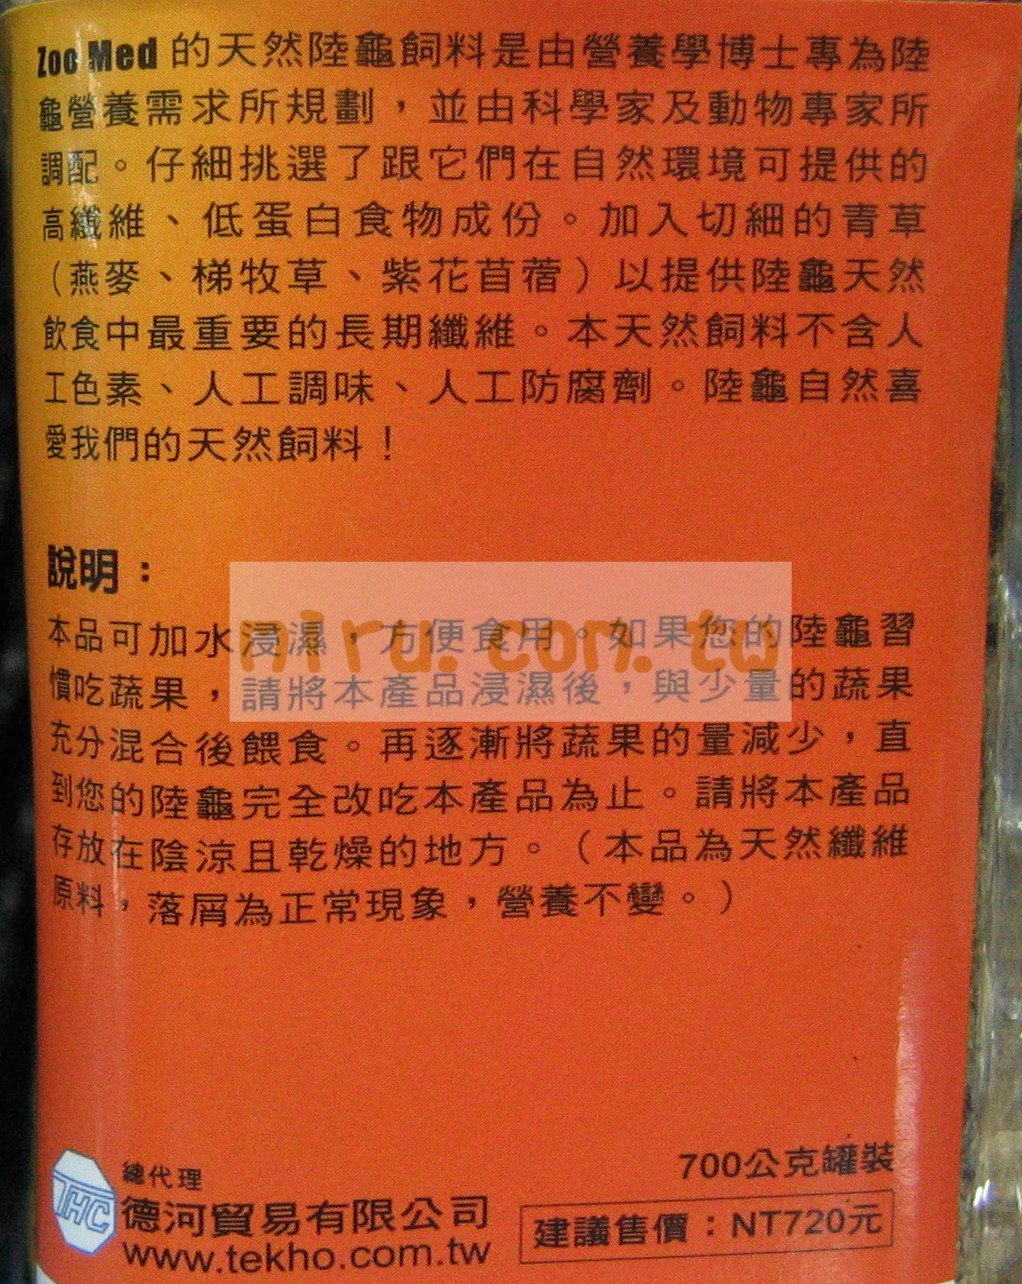 Zoo Med 的天然陸龜飼料是由營養學博士專為陸
龜營養需求所規劃，並由科學家及動物專家所
調配。仔細挑選了跟它們在自然環境可提供的
高纖維、低蛋白食物成份。加入切細的青草
（燕麥、梯牧草、紫花苜蓿）以提供陸龜天然
飲食中最重要的長期纖維。本天然飼料不含人
工色素、人工調味、人工防腐劑。陸龜自然喜
愛我們的天然飼料！
說明：
本品可加水浸濕，方便食用。如果您的陸龜習
慣吃蔬果，請將本產品浸濕後，與少量的蔬果
充分混合後餵食。再逐漸將蔬果的量減少，直
到您的陸龜完全改吃本產品為止。請將本產品
存放在陰涼且乾燥的地方。（本品為天然纖維
原料，落屑為正常現象，營養不變。）
miru.com.tw
700公克罐裝
THC
總代理
德河貿易有限公司
www.tekho.com.tw
建議售價：NT720元